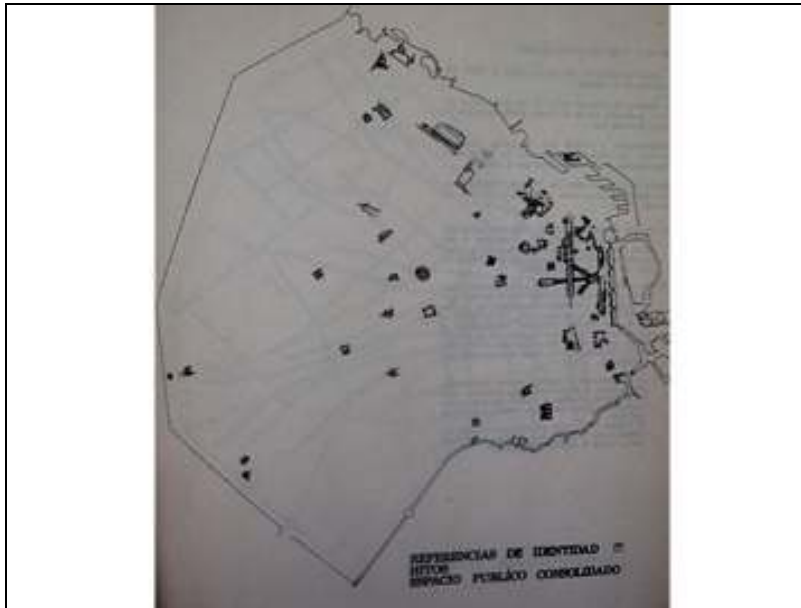 REFERENCIAS DE IDENTIDAD
HITOS
ESPACIO PUBLICO CONSOLIDADO